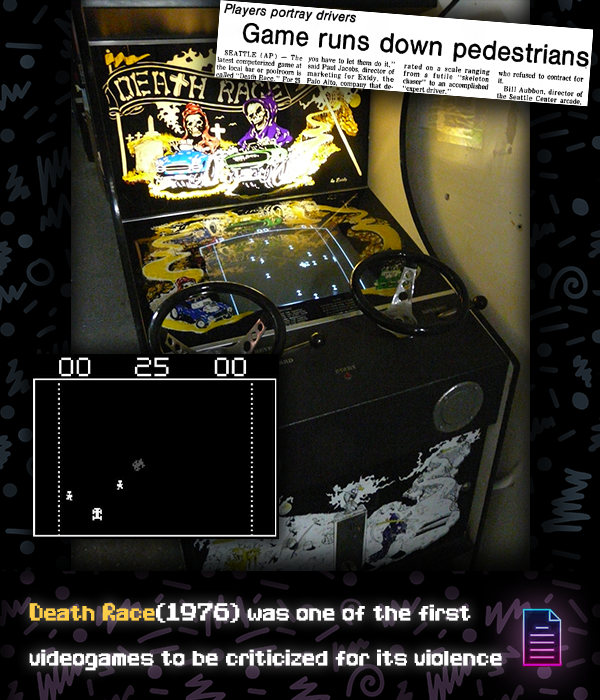 Players portray drivers
Game runs down pedestrians
SEATTLE (AP) — The
latest computerized game at
the local bar or poolroom is
called "Death Race." For 25
you have to let them do it,"
said Paul Jacobs, director of
marketing for Exidy, the
Palo Alto, company that de-
rated on a scale ranging
from a futile "skeleton
chaser" to an accomplished
"expert driver."
who refused to contract for
it.
Bill Aubbon, director of
the Seattle Center arcade,
DEATH RACE
by Exidy
00 25 00
Death Race(1976) was one of the first
videogames to be criticized for its violence